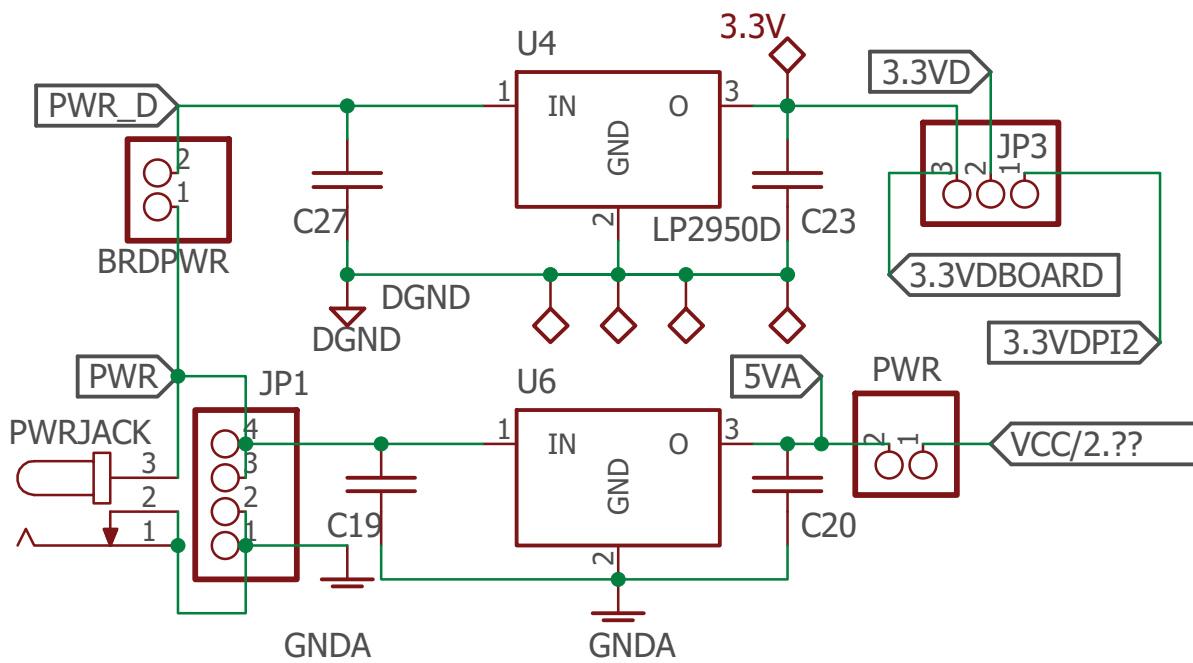 3.3V
U4
3.3VD
PWR_D
1
IN
O
3
GND
2
LP2950D
JP3
3
2
1
2
1
BRDPWR
C27
C23
DGND
DGND
3.3VDBOARD
3.3VDPI2
PWR
JP1
U6
5VA
PWR
PWRJACK
3
2
1
4
3
2
1
C19
1
IN
O
3
GND
2
C20
2
1
VCC/2.??
GNDA
GNDA